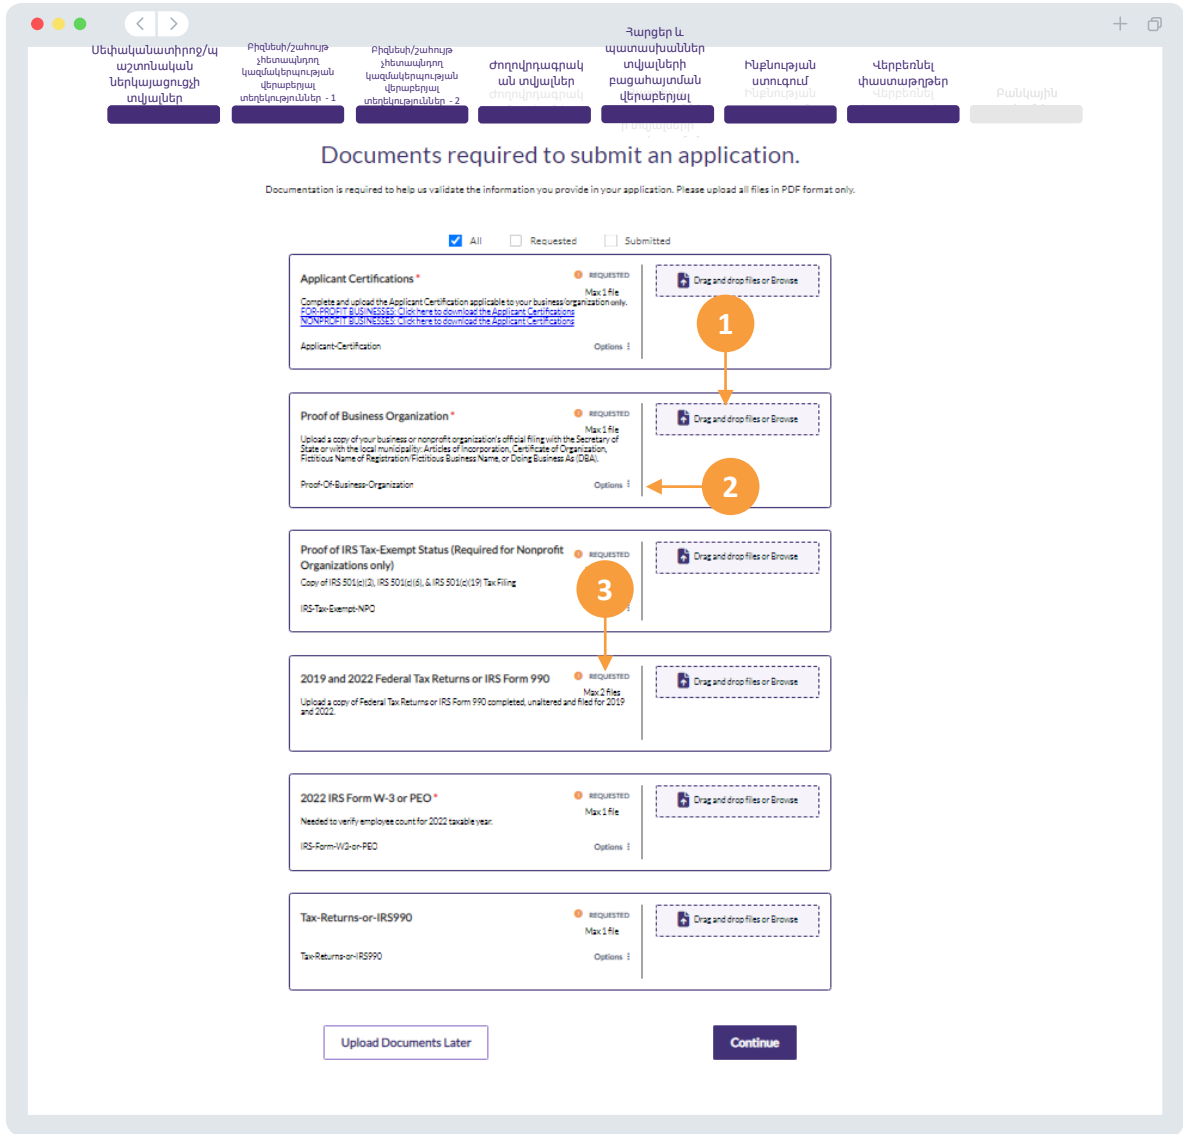 Սեփականատիրոջ/պ
աշտոնական
ներկայացուցչի
տվյալներ
Բիզնեսի/շահույթ
չհետապնդող
կազմակերպության
վերաբերյալ
տեղեկություններ - 1
Բիզնեսի/շահույթ
չհետապնդող
կազմակերպության
վերաբերյալ
տեղեկություններ - 2
Ժողովրդագրակ
ան տվյալներ
Հարցեր և
պատասխաններ
տվյալների
բացահայտման
վերաբերյալ
Ինքնության
ստուգում
Վերբեռնել
փաստաթղթեր
Բանկային
Documents required to submit an application.
Documentation is required to help us validate the information you provide in your application. Please upload all files in PDF format only.
All Requested Submitted
Applicant Certifications *
REQUESTED
Max 1 file
Complete and upload the Applicant Certification applicable to your business/organization only.
FOR-PROFIT BUSINESSES: Click here to download the Applicant Certifications
NONPROFIT BUSINESSES: Click here to download the Applicant Certifications
Applicant-Certification
Options
Drag and drop files or Browse
1
Proof of Business Organization *
REQUESTED
Max 1 file
Upload a copy of your business or nonprofit organization's official filing with the Secretary of
State or with the local municipality: Articles of Incorporation, Certificate of Organization,
Fictitious Name of Registration/Fictitious Business Name, or Doing Business As (DBA).
Proof-Of-Business-Organization
Options
Drag and drop files or Browse
2
Proof of IRS Tax-Exempt Status (Required for Nonprofit
Organizations only)
REQUESTED
Copy of IRS 501(c)(3), IRS 501(c)(6), & IRS 501(c)(19) Tax Filing
IRS-Tax-Exempt-NPO
Drag and drop files or Browse
3
2019 and 2022 Federal Tax Returns or IRS Form 990
REQUESTED
Max 2 files
Upload a copy of Federal Tax Returns or IRS Form 990 completed, unaltered and filed for 2019
and 2022.
Drag and drop files or Browse
2022 IRS Form W-3 or PEO *
REQUESTED
Max 1 file
Needed to verify employee count for 2022 taxable year.
IRS-Form-W3-or-PEO
Options
Drag and drop files or Browse
Tax-Returns-or-IRS990
REQUESTED
Max 1 file
Tax-Returns-or-IRS990
Options
Drag and drop files or Browse
Upload Documents Later
Continue